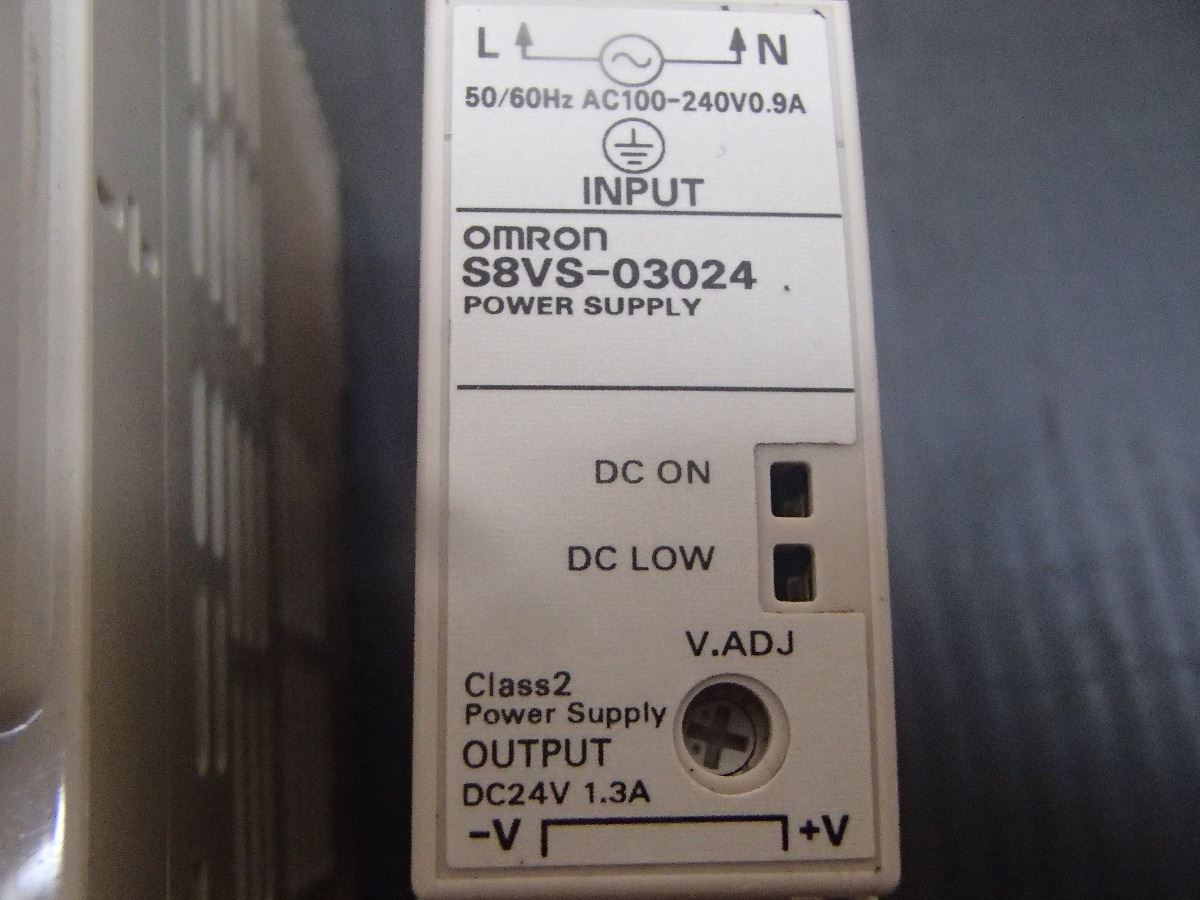 L N
50/60Hz AC100-240V0.9A
INPUT
OMRON
S8VS-03024
POWER SUPPLY
DC ON
DC LOW
V.ADJ
Class2
Power Supply
OUTPUT
DC24V 1.3A
-V +V